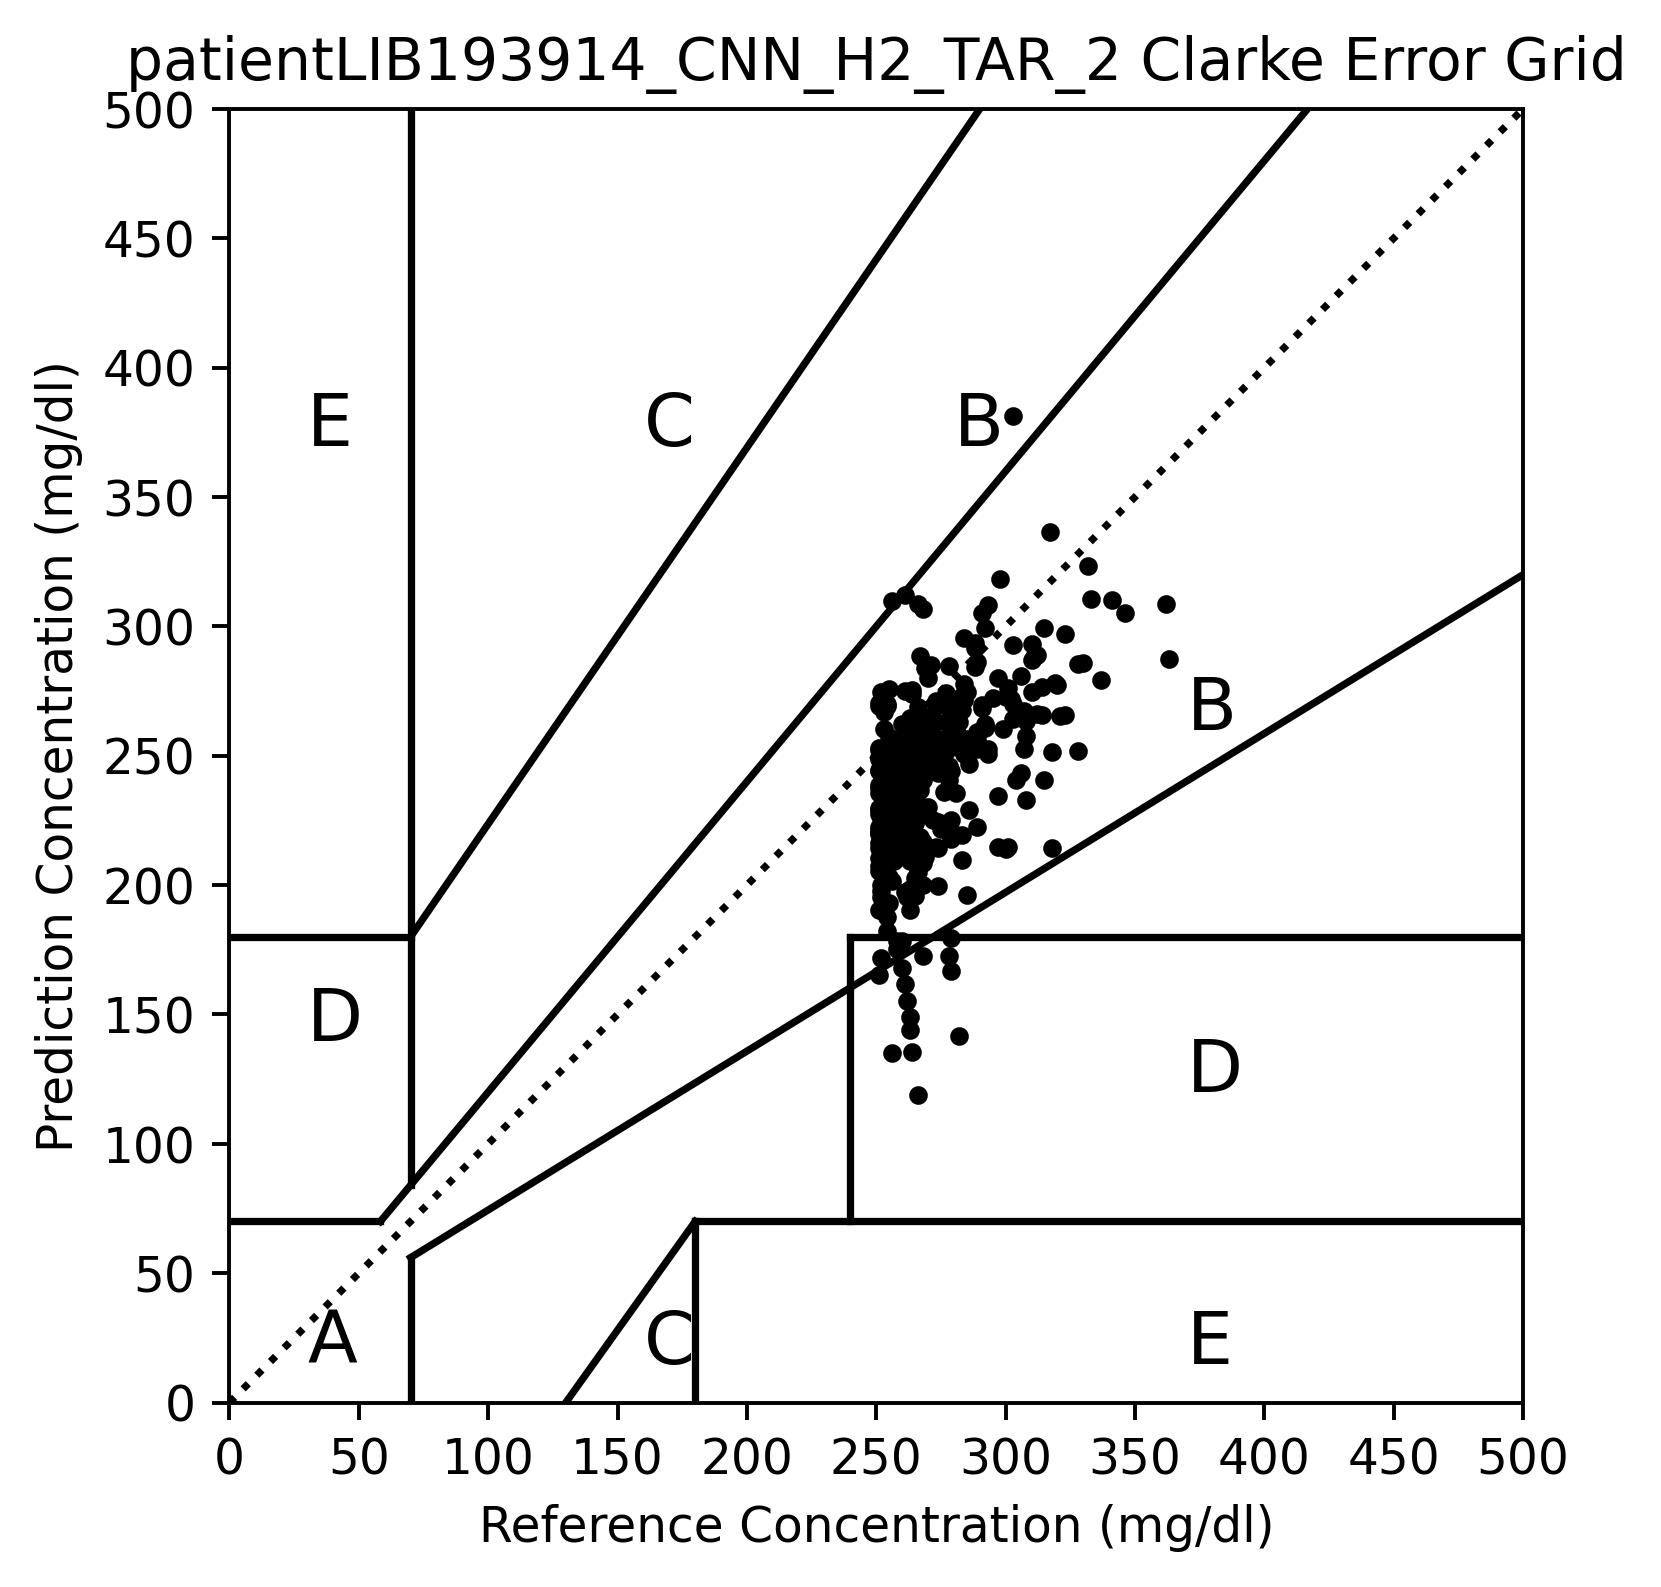 patientLIB193914_CNN_H2_TAR_2 Clarke Error Grid
500
450
400
350
300
250
200
150
100
50
0
Prediction Concentration (mg/dl)
E
C
B
B
D
D
A
C
E
0 50 100 150 200 250 300 350 400 450 500
Reference Concentration (mg/dl)